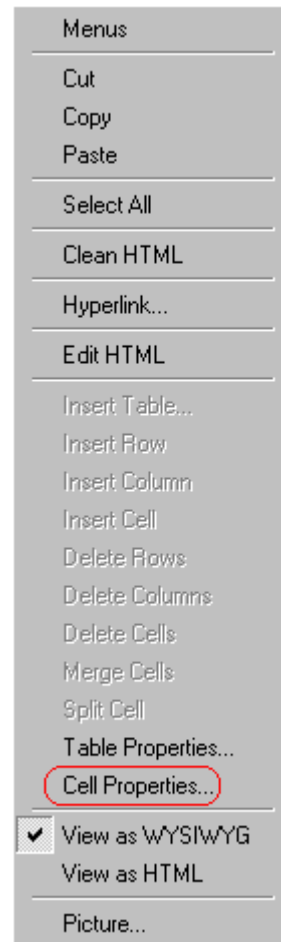 Menus
Cut
Copy
Paste
Select All
Clean HTML
Hyperlink...
Edit HTML
Insert Table...
Insert Row
Insert Column
Insert Cell
Delete Rows
Delete Columns
Delete Cells
Merge Cells
Split Cell
Table Properties...
Cell Properties...
View as WYSIWYG
View as HTML
Picture...